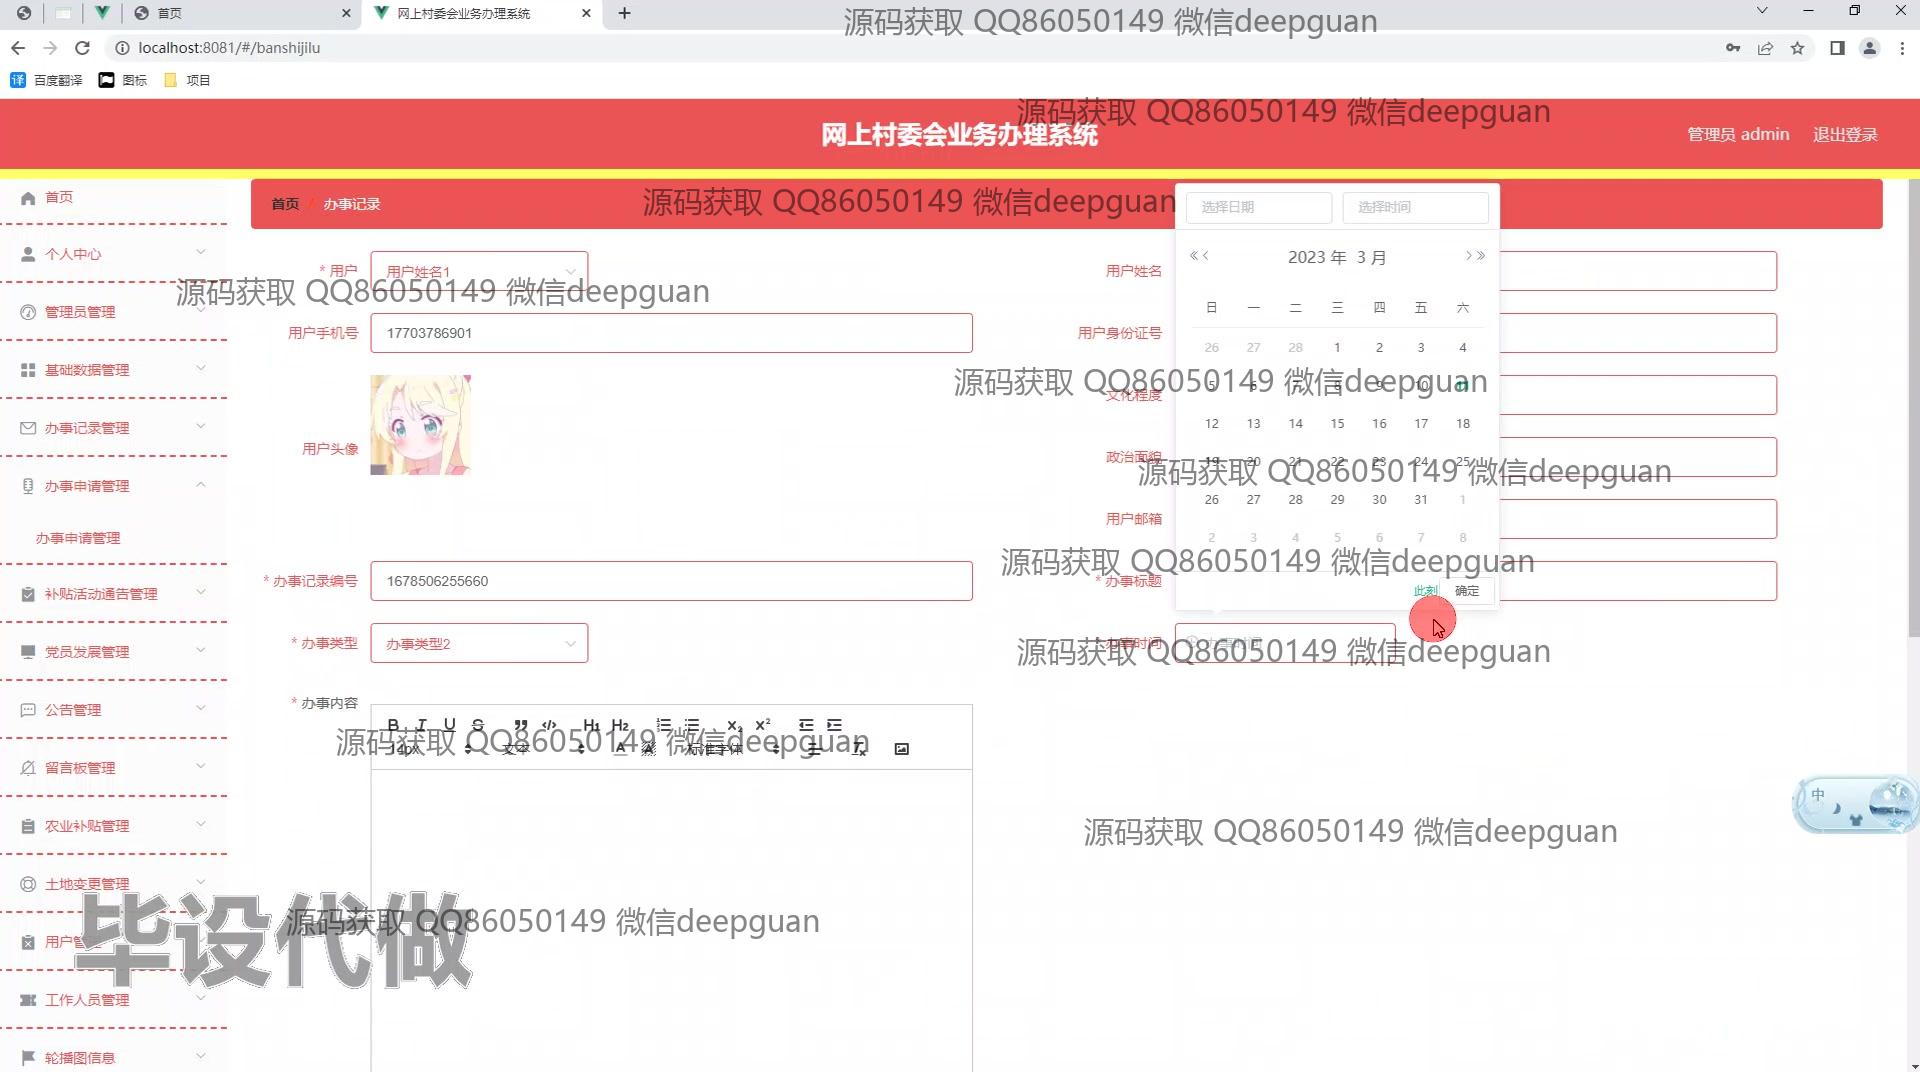 首页
网上村委会业务办理系统
源码获取 QQ86050149 微信deepguan
localhost:8081/#/banshijilu
百度翻译
图标
项目
源码获取 QQ86050149 微信deepguan
网上村委会业务办理系统
管理员 admin
退出登录
首页
个人中心
管理员管理
基础数据管理
办事记录管理
办事申请管理
办事申请管理
补贴活动通告管理
党员发展管理
公告管理
留言板管理
农业补贴管理
土地变更管理
用户管理
工作人员管理
轮播图信息
首页 / 办事记录
源码获取 QQ86050149 微信deepguan
* 用户
用户姓名1
源码获取 QQ86050149 微信deepguan
用户手机号
17703786901
用户头像
* 办事记录编号
1678506255660
* 办事类型
办事类型2
* 办事内容
B I U S ” </> H1 H2 X₂ X²
14px 文本 A 标准字体
源码获取 QQ86050149 微信deepguan
用户姓名
用户身份证号
文化程度
政治面貌
用户邮箱
* 办事标题
* 办事时间
办事时间
选择日期
选择时间
2023 年 3 月
日 一 二 三 四 五 六
26 27 28 1 2 3 4
5 6 7 8 9 10 11
12 13 14 15 16 17 18
19 20 21 22 23 24 25
26 27 28 29 30 31 1
2 3 4 5 6 7 8
此刻
确定
源码获取 QQ86050149 微信deepguan
源码获取 QQ86050149 微信deepguan
源码获取 QQ86050149 微信deepguan
源码获取 QQ86050149 微信deepguan
源码获取 QQ86050149 微信deepguan
中
毕设代做
源码获取 QQ86050149 微信deepguan